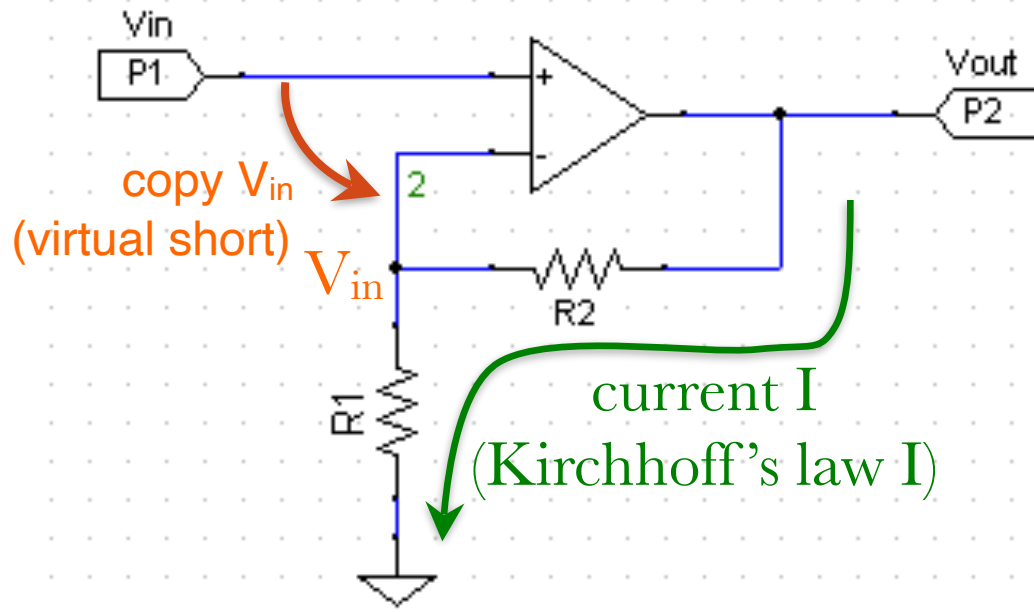 Vin
P1
+
-
Vout
P2
copy Vin
(virtual short)
2
Vin
R2
R1
current I
(Kirchhoff's law I)